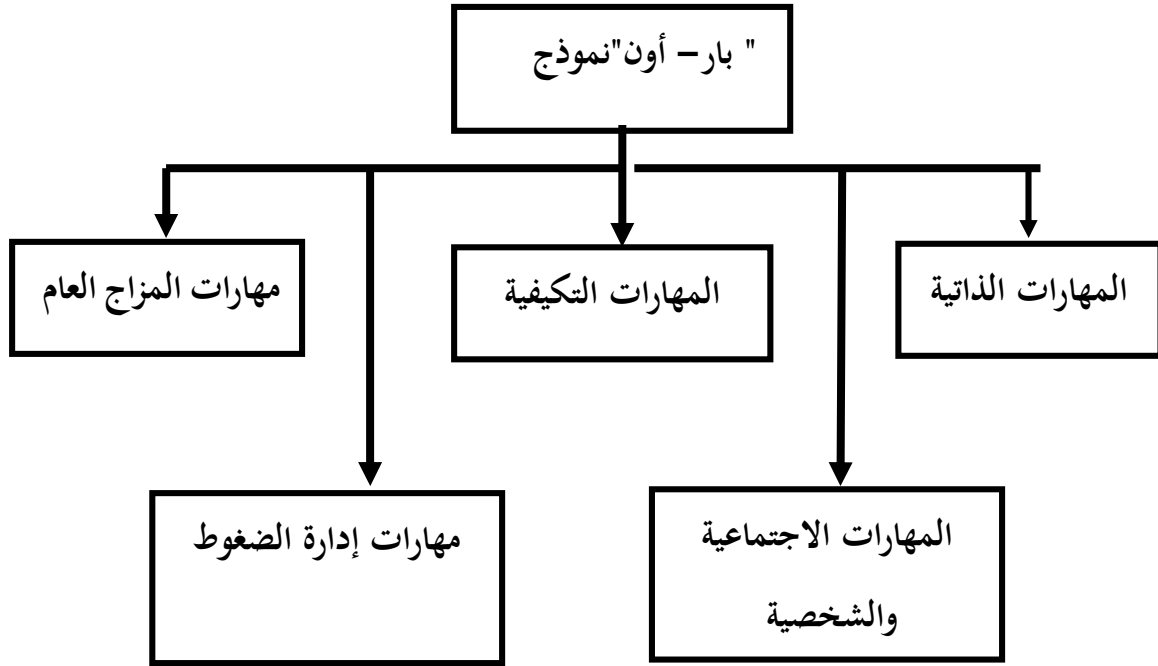 " بار – أون"نموذج
المهارات الذاتية
المهارات التكيفية
مهارات المزاج العام
المهارات الاجتماعية
والشخصية
مهارات إدارة الضغوط